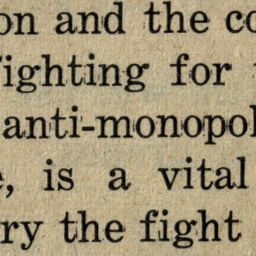 on and the co
fighting for
anti-monopol
, is a vital
ry the fight